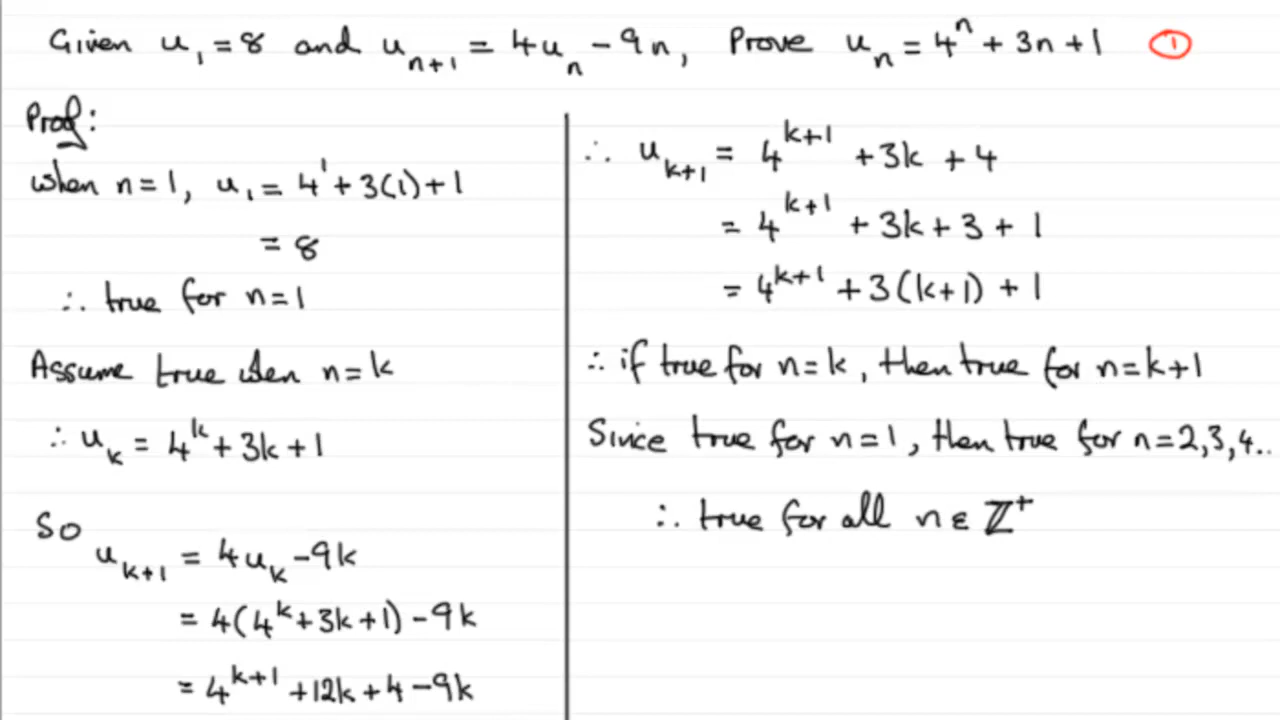 Given u₁ = 8 and uₙ₊₁ = 4uₙ − 9n, Prove uₙ = 4ⁿ + 3n + 1 ①
Proof:
when n = 1, u₁ = 4¹ + 3(1) + 1
= 8
∴ true for n = 1
Assume true when n = k
∴ uₖ = 4ᵏ + 3k + 1
So
uₖ₊₁ = 4uₖ − 9k
= 4(4ᵏ + 3k + 1) − 9k
= 4ᵏ⁺¹ + 12k + 4 − 9k
∴ uₖ₊₁ = 4ᵏ⁺¹ + 3k + 4
= 4ᵏ⁺¹ + 3k + 3 + 1
= 4ᵏ⁺¹ + 3(k+1) + 1
∴ if true for n = k, then true for n = k+1
Since true for n = 1, then true for n = 2,3,4..
∴ true for all n ε ℤ⁺